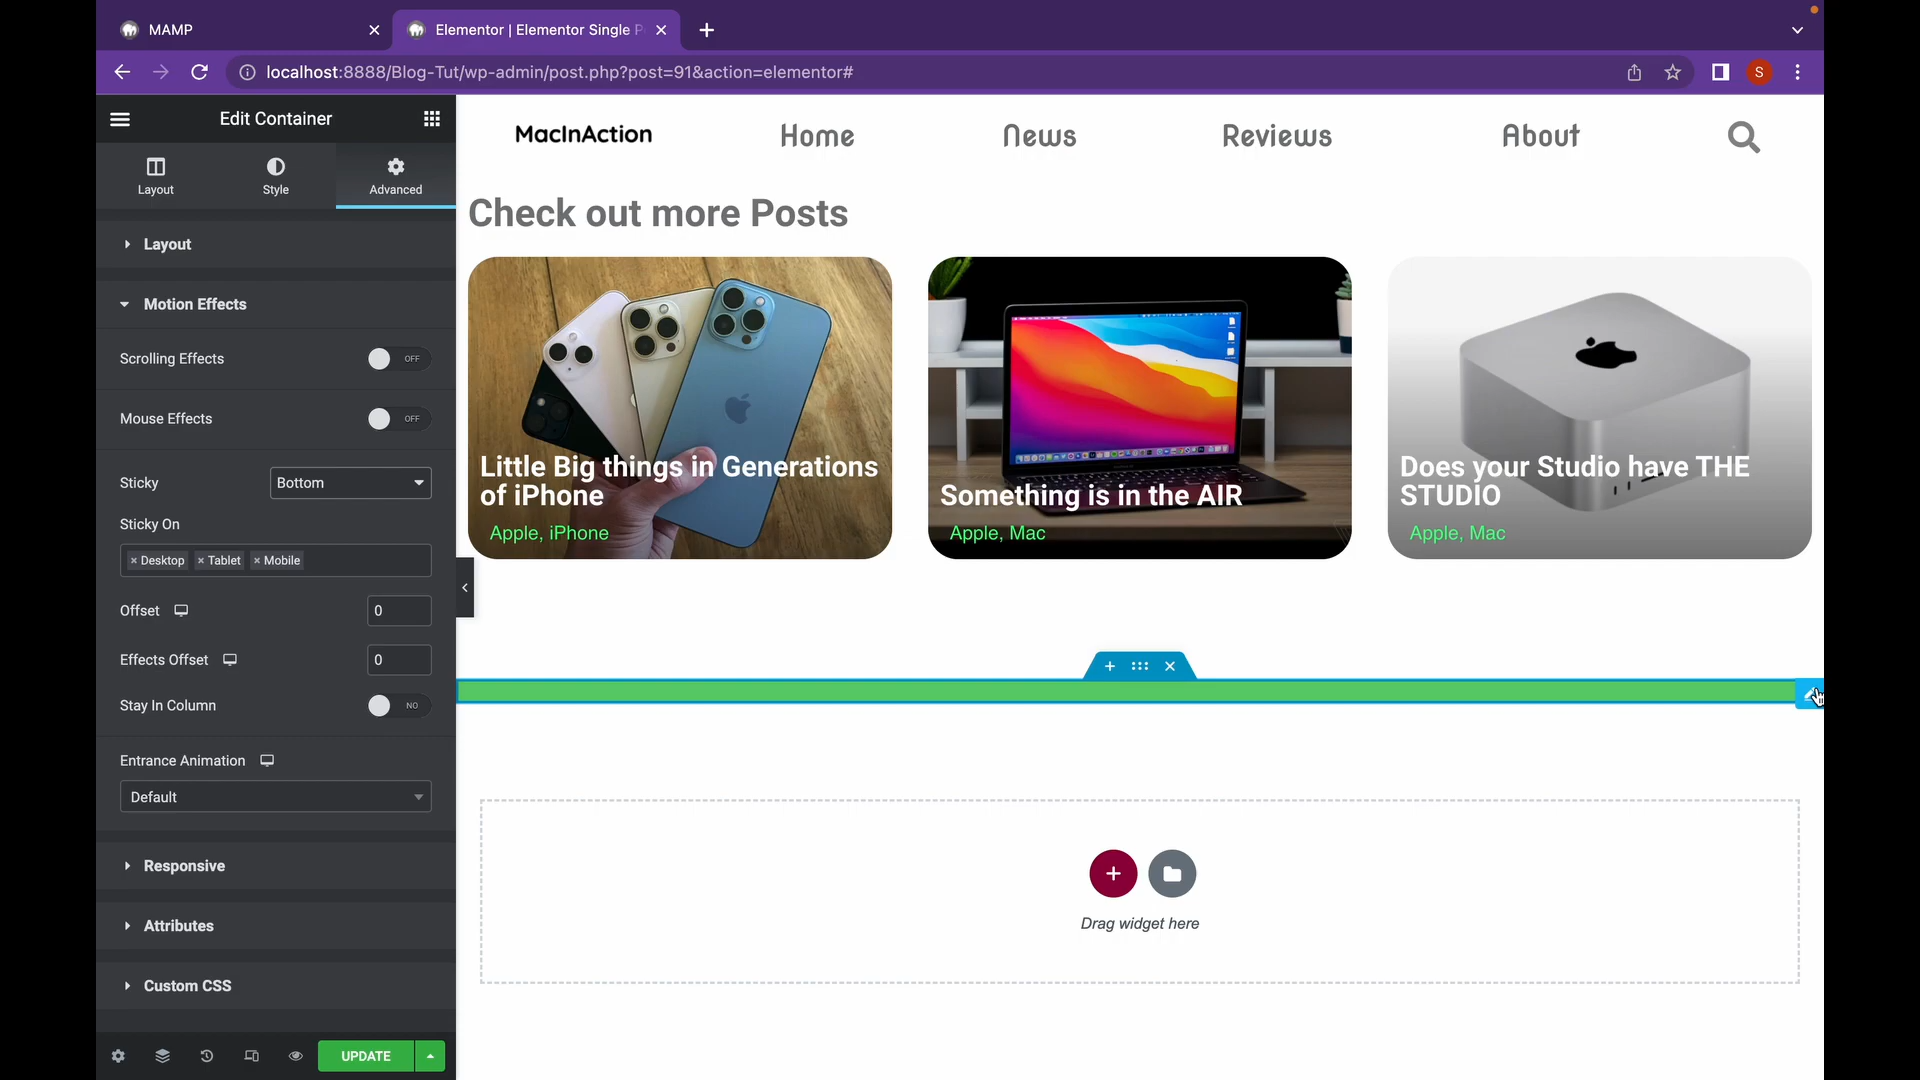 MAMP
Elementor | Elementor Single P
localhost:8888/Blog-Tut/wp-admin/post.php?post=91&action=elementor#
S
Edit Container
Layout
Style
Advanced
Layout
Motion Effects
Scrolling Effects
OFF
Mouse Effects
OFF
Sticky
Bottom
Sticky On
× Desktop × Tablet × Mobile
Offset
0
Effects Offset
0
Stay In Column
NO
Entrance Animation
Default
Responsive
Attributes
Custom CSS
UPDATE
MacInAction
Home
News
Reviews
About
Check out more Posts
Little Big things in Generations
of iPhone
Apple, iPhone
Something is in the AIR
Apple, Mac
Does your Studio have THE
STUDIO
Apple, Mac
Drag widget here